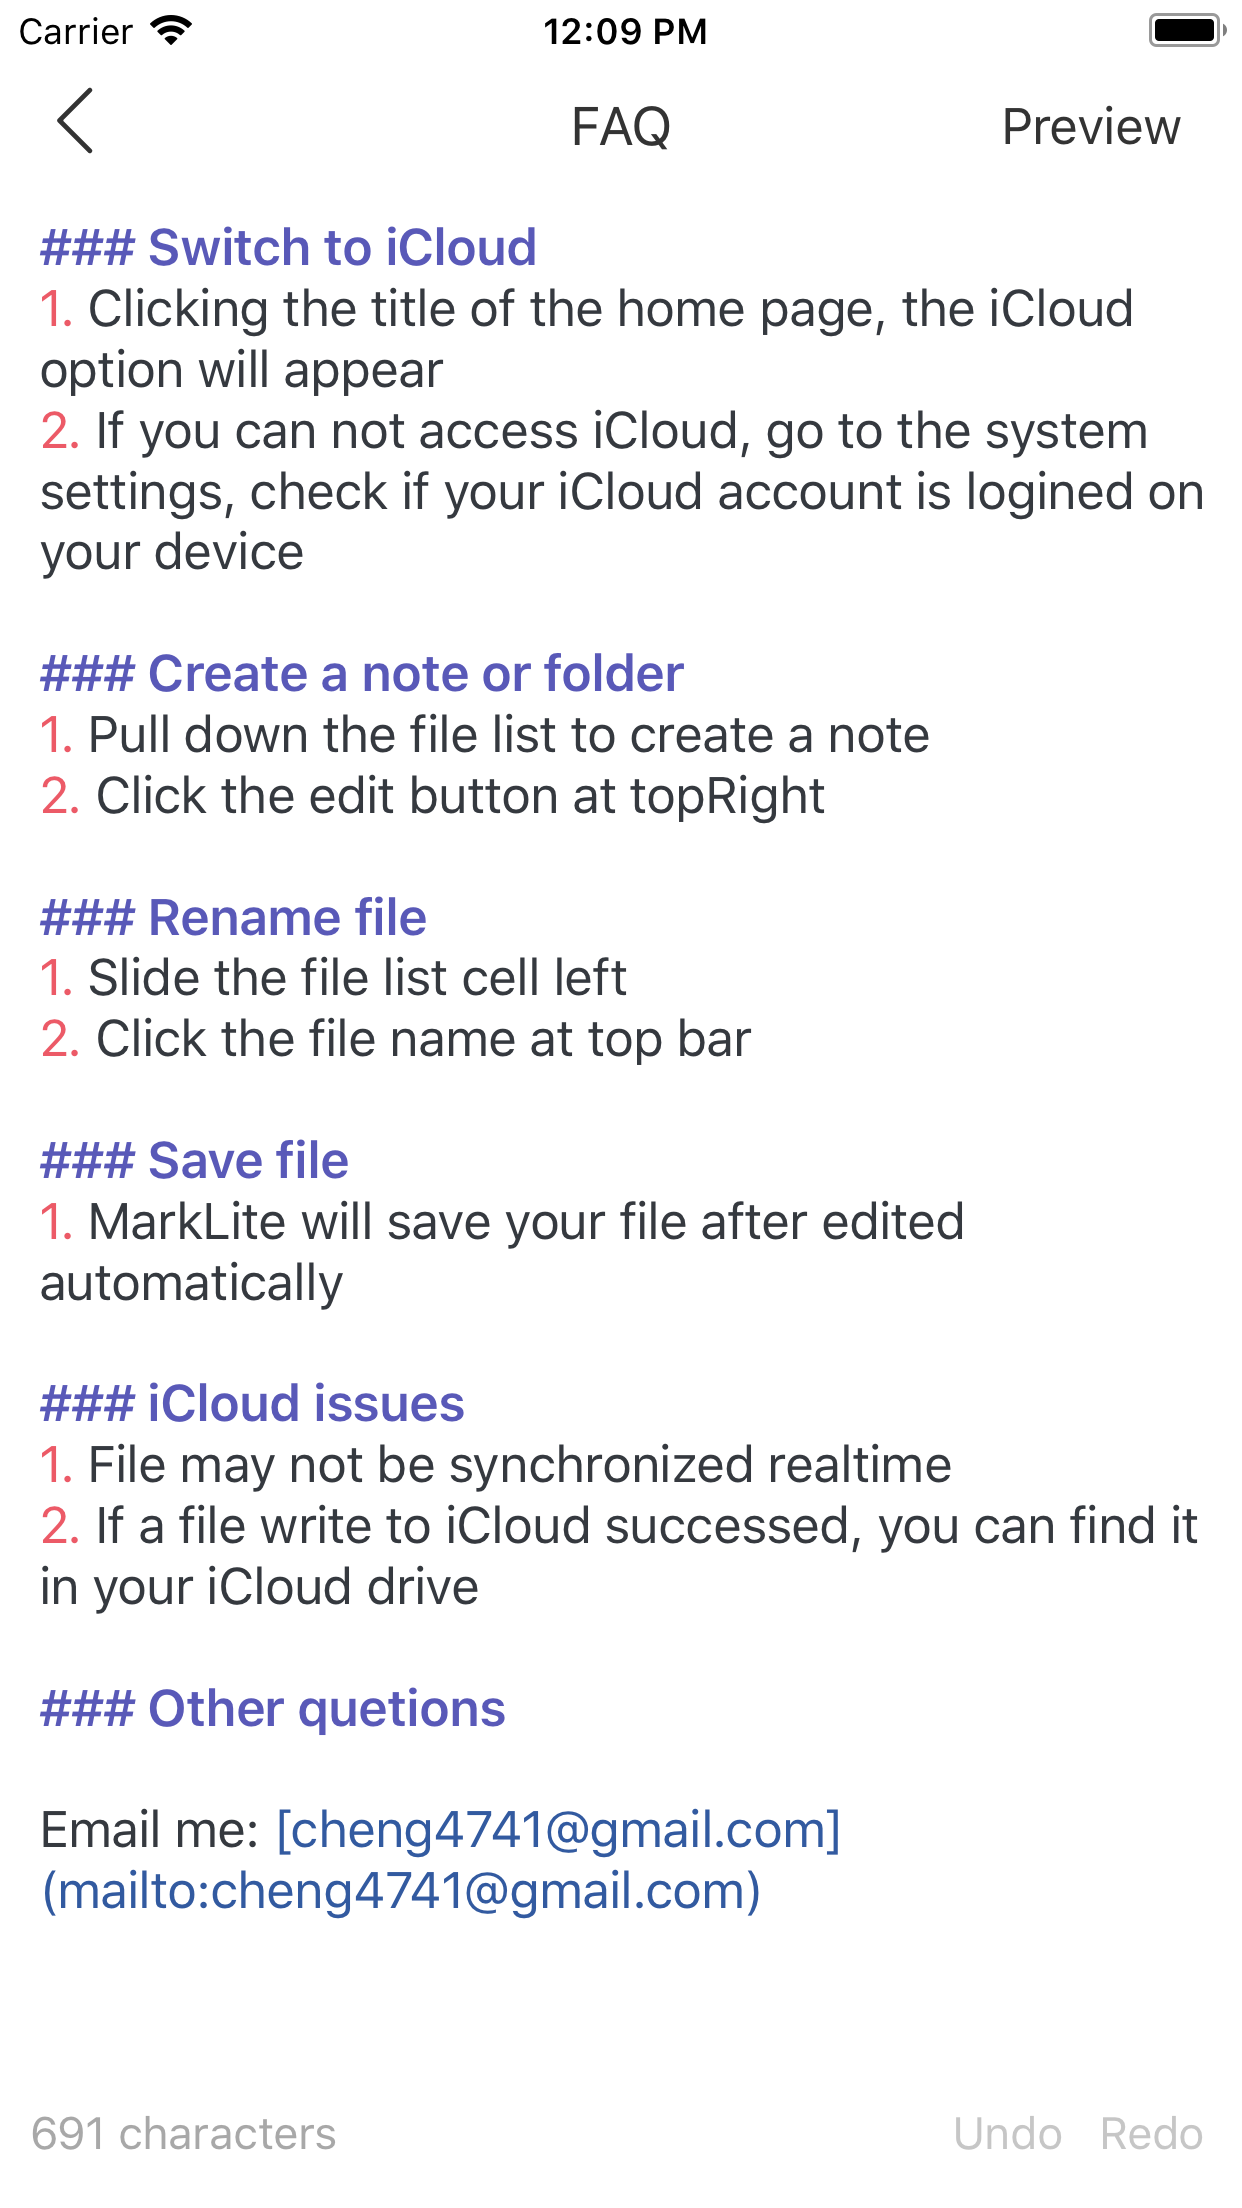 Carrier 12:09 PM
FAQ Preview
### Switch to iCloud
1. Clicking the title of the home page, the iCloud
option will appear
2. If you can not access iCloud, go to the system
settings, check if your iCloud account is logined on
your device
### Create a note or folder
1. Pull down the file list to create a note
2. Click the edit button at topRight
### Rename file
1. Slide the file list cell left
2. Click the file name at top bar
### Save file
1. MarkLite will save your file after edited
automatically
### iCloud issues
1. File may not be synchronized realtime
2. If a file write to iCloud successed, you can find it
in your iCloud drive
### Other quetions
Email me: [cheng4741@gmail.com]
(mailto:cheng4741@gmail.com)
691 characters Undo Redo